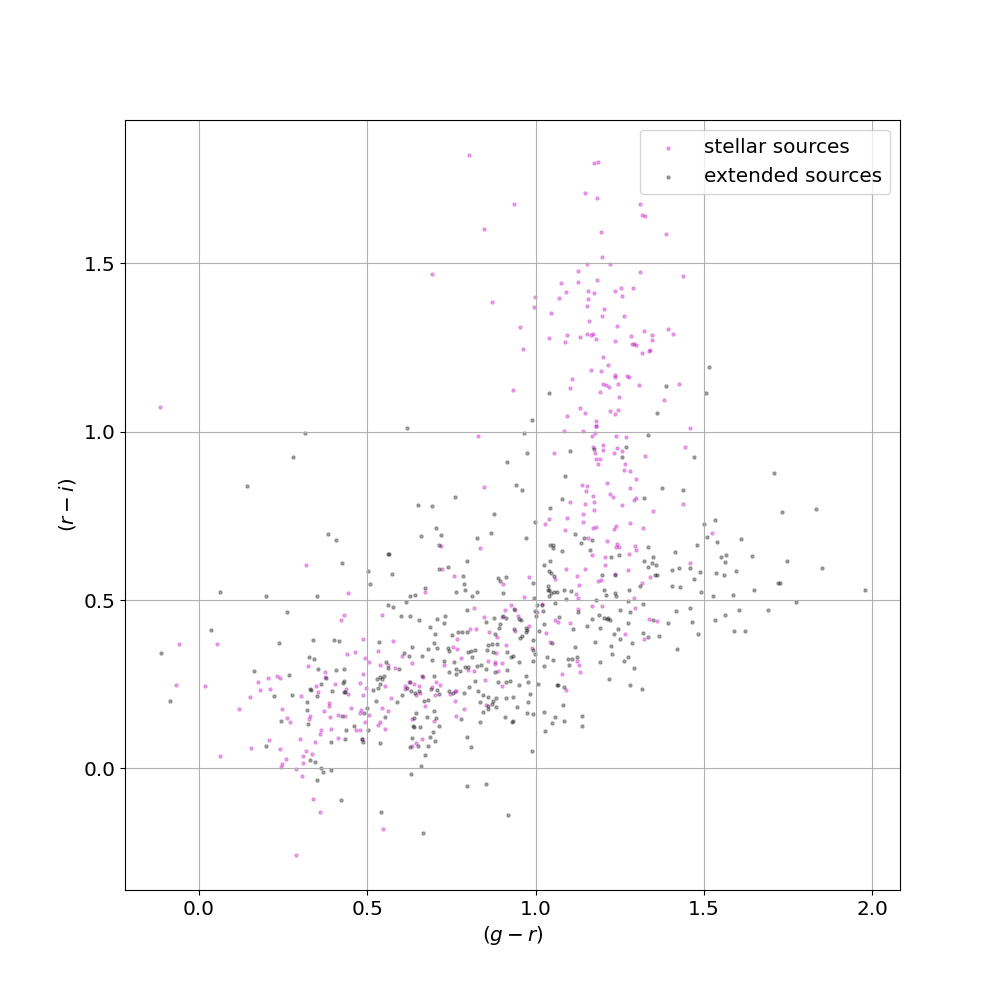 stellar sources
extended sources
1.5
1.0
0.5
0.0
(r − i)
0.0 0.5 1.0 1.5 2.0
(g − r)